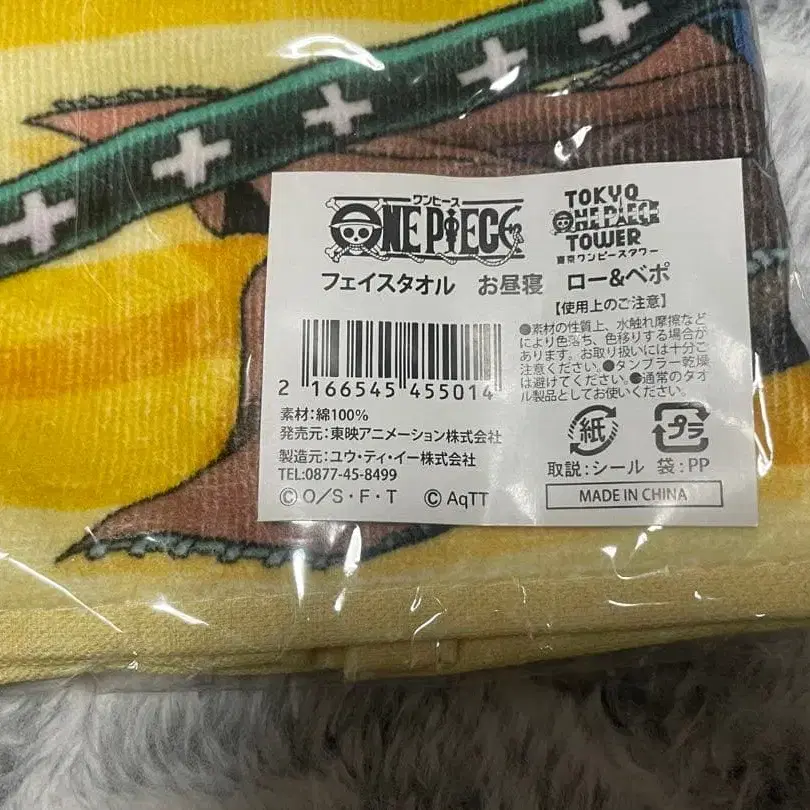 ワンピース
ONE PIECE
TOKYO
ONE PIECE
TOWER
東京ワンピースタワー
フェイスタオル お昼寝 ロー&ベポ
【使用上のご注意】
●素材の性質上、水触れ摩擦など
により色落ち、色移りする場合が
あります。お取り扱いには十分ご
注意ください。●タンブラー乾燥
は避けてください。●通常のタオ
ル製品としてお使いください。
2 166545 455014
素材:綿100%
発売元:東映アニメーション株式会社
製造元:ユウ・ティ・イー株式会社
TEL:0877-45-8499
©O/S・F・T ©AqTT
紙
プラ
取説:シール 袋:PP
MADE IN CHINA